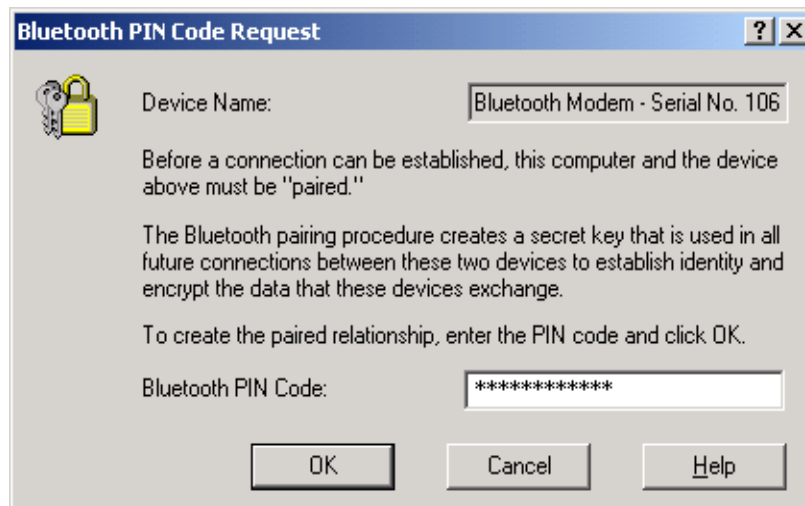 Bluetooth PIN Code Request
Device Name: Bluetooth Modem - Serial No. 106
Before a connection can be established, this computer and the device
above must be "paired."
The Bluetooth pairing procedure creates a secret key that is used in all
future connections between these two devices to establish identity and
encrypt the data that these devices exchange.
To create the paired relationship, enter the PIN code and click OK.
Bluetooth PIN Code: ************
OK Cancel Help